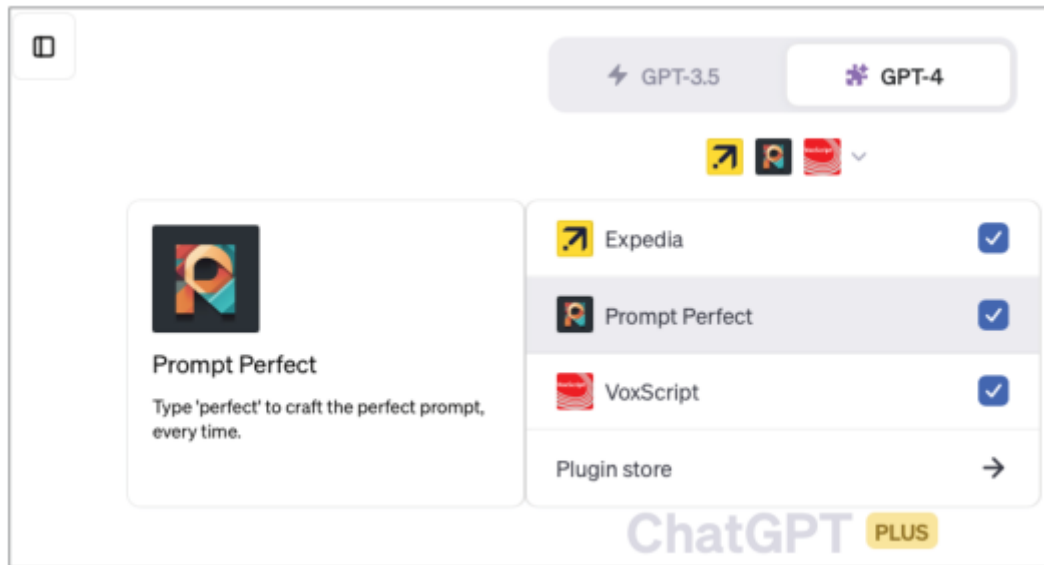 GPT-3.5
GPT-4
Expedia
Prompt Perfect
VoxScript
Plugin store
Prompt Perfect
Type 'perfect' to craft the perfect prompt,
every time.
ChatGPT PLUS